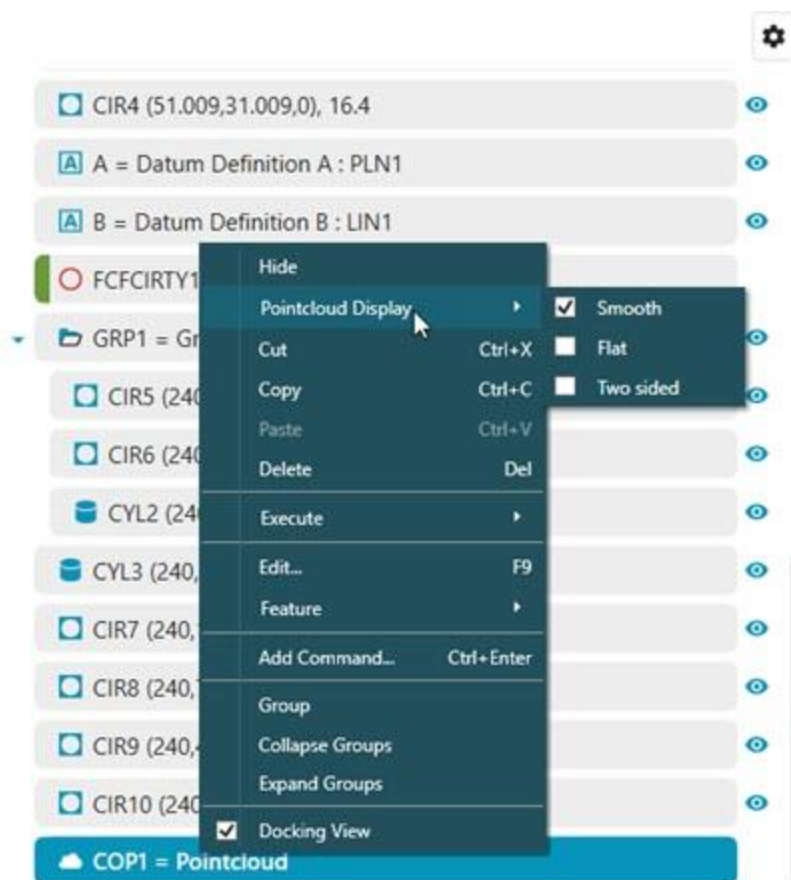 CIR4 (51.009,31.009,0), 16.4
A A = Datum Definition A : PLN1
A B = Datum Definition B : LIN1
FCFCIRTY1
GRP1 = Gr
CIR5 (240
CIR6 (240
CYL2 (24
CYL3 (240,
CIR7 (240,
CIR8 (240,
CIR9 (240,
CIR10 (240
COP1 = Pointcloud
Hide
Pointcloud Display
Cut Ctrl+X
Copy Ctrl+C
Paste Ctrl+V
Delete Del
Execute
Edit... F9
Feature
Add Command... Ctrl+Enter
Group
Collapse Groups
Expand Groups
Docking View
Smooth
Flat
Two sided